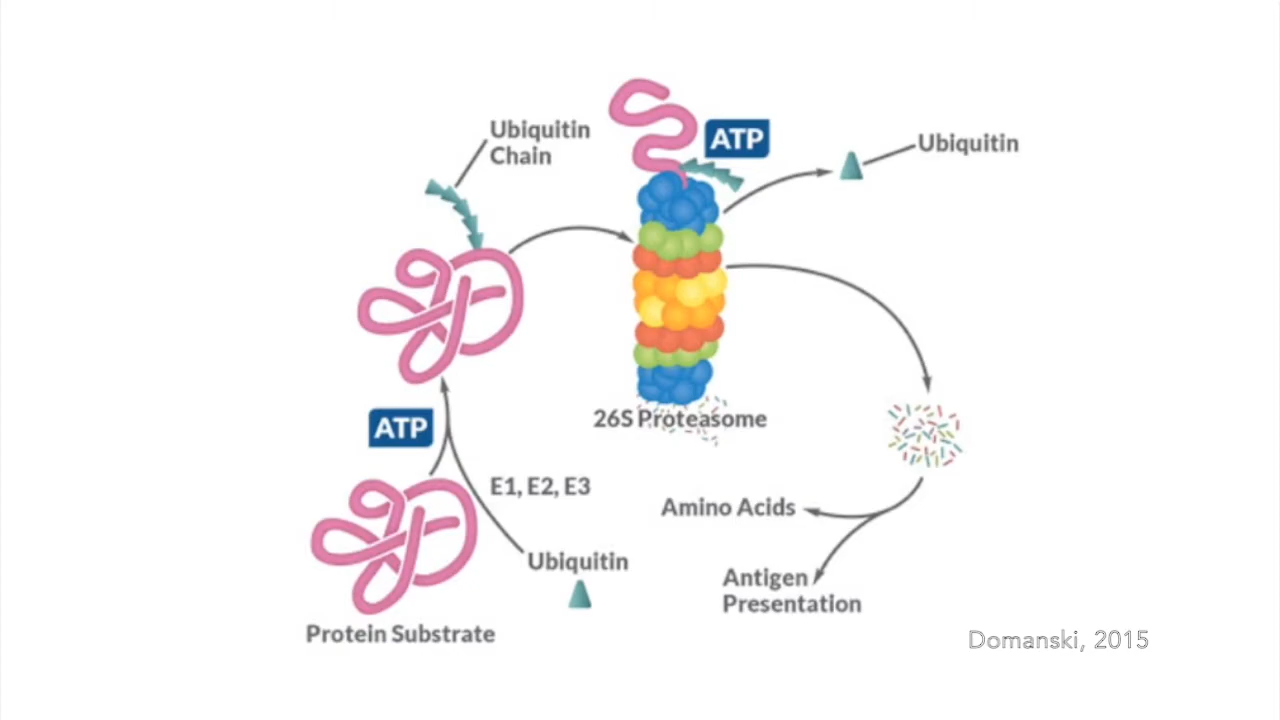 Ubiquitin
Chain
ATP
Ubiquitin
26S Proteasome
ATP
E1, E2, E3
Amino Acids
Ubiquitin
Antigen
Presentation
Protein Substrate
Domanski, 2015